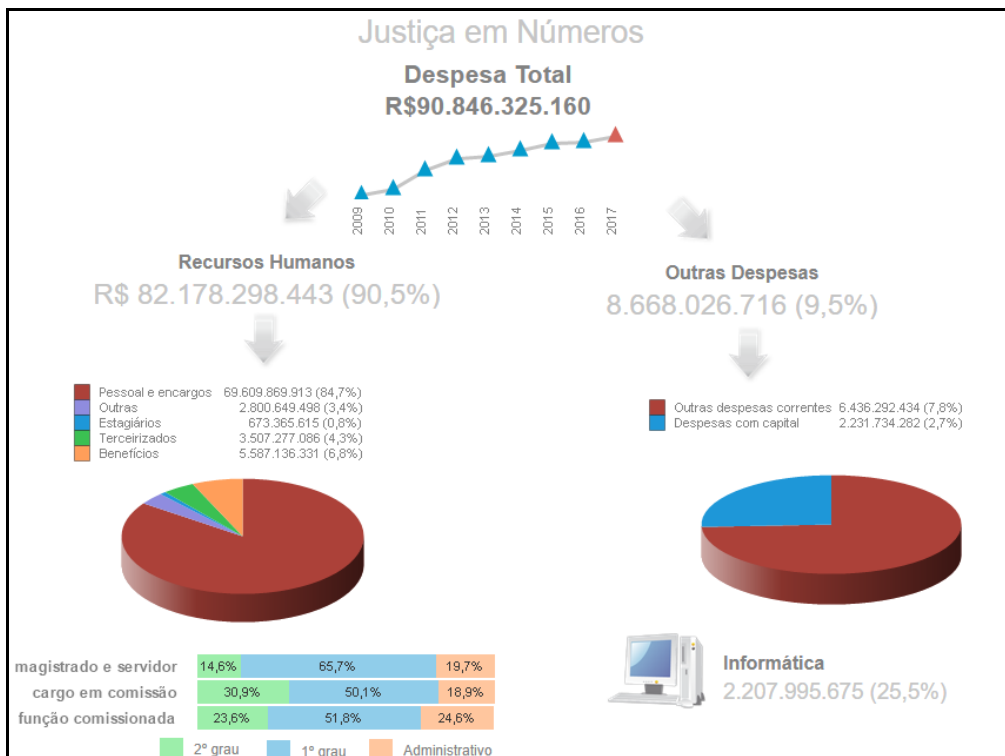 Justiça em Números
Despesa Total
R$90.846.325.160
2009
2010
2011
2012
2013
2014
2015
2016
2017
Recursos Humanos
R$ 82.178.298.443 (90,5%)
Pessoal e encargos 69.609.869.913 (84,7%)
Outras 2.800.649.498 (3,4%)
Estagiários 673.365.615 (0,8%)
Terceirizados 3.507.277.086 (4,3%)
Benefícios 5.587.136.331 (6,8%)
magistrado e servidor 14,6% 65,7% 19,7%
cargo em comissão 30,9% 50,1% 18,9%
função comissionada 23,6% 51,8% 24,6%
2º grau 1º grau Administrativo
Outras Despesas
8.668.026.716 (9,5%)
Outras despesas correntes 6.436.292.434 (7,8%)
Despesas com capital 2.231.734.282 (2,7%)
Informática
2.207.995.675 (25,5%)